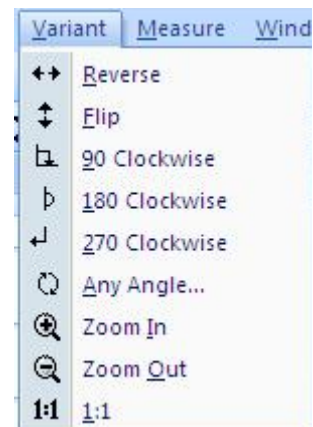 Variant Measure Wind
Reverse
Flip
90 Clockwise
180 Clockwise
270 Clockwise
Any Angle...
Zoom In
Zoom Out
1:1 1:1